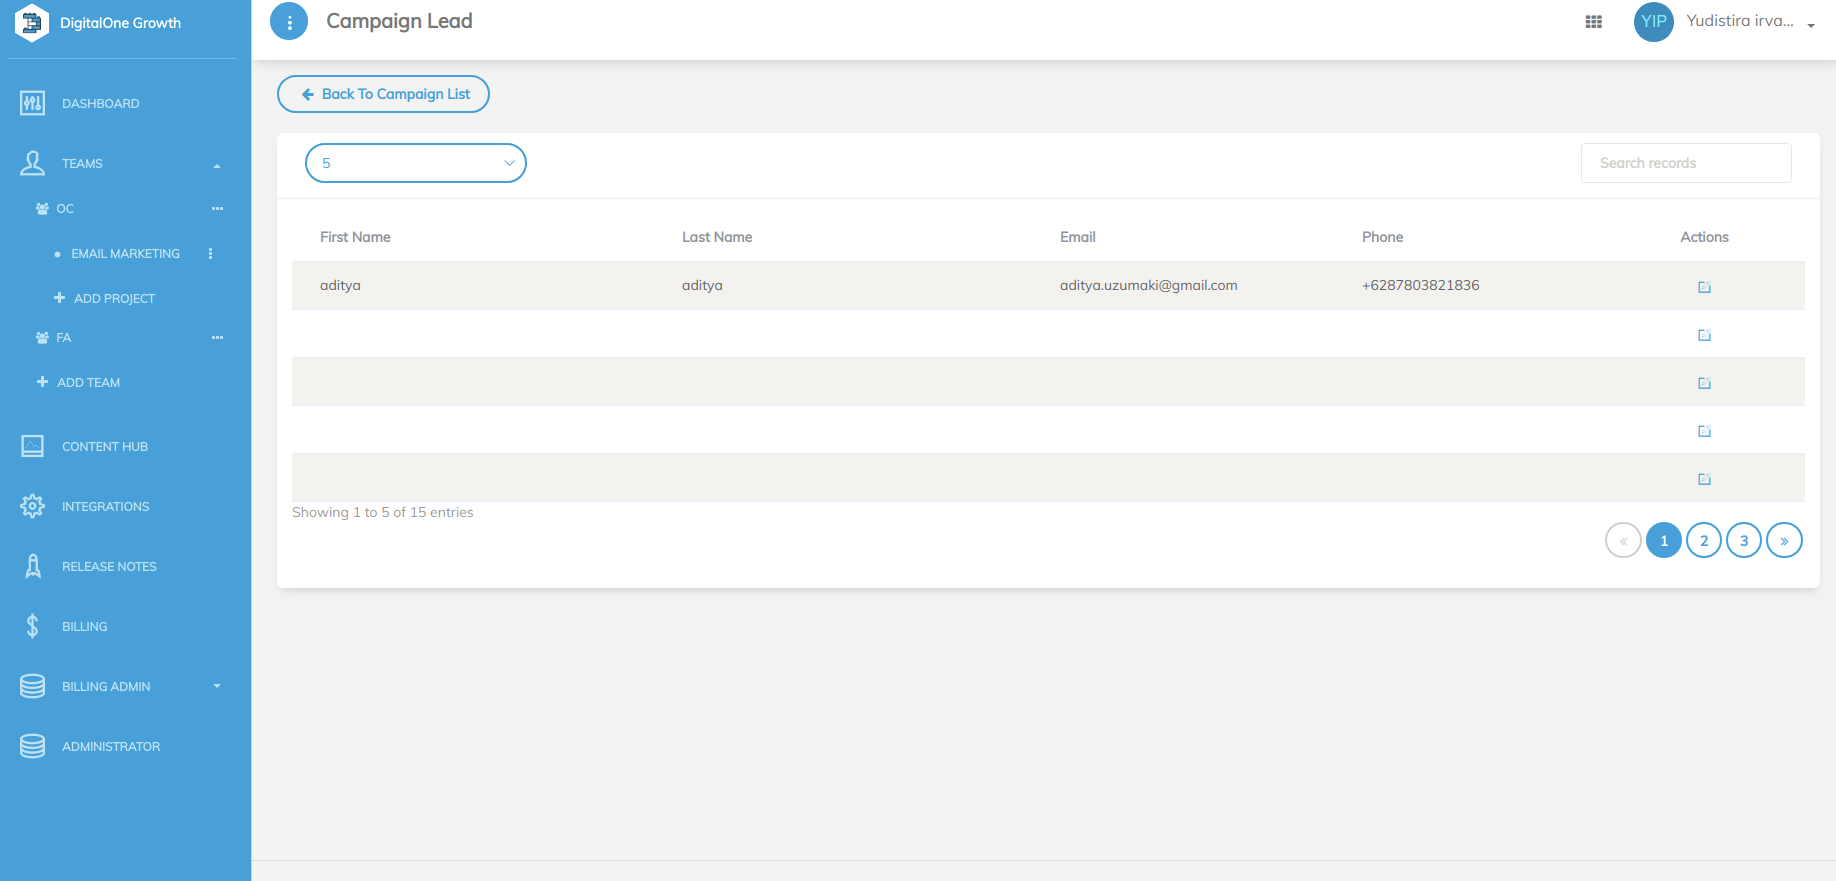 DigitalOne Growth
DASHBOARD
TEAMS
OC
EMAIL MARKETING
ADD PROJECT
FA
ADD TEAM
CONTENT HUB
INTEGRATIONS
RELEASE NOTES
BILLING
BILLING ADMIN
ADMINISTRATOR
Campaign Lead
YIP Yudistira irva...
Back To Campaign List
5
Search records
First Name Last Name Email Phone Actions
aditya aditya aditya.uzumaki@gmail.com +6287803821836
Showing 1 to 5 of 15 entries
« 1 2 3 »